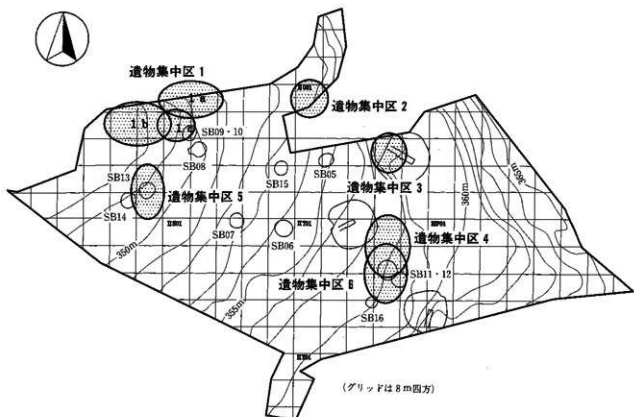 遺物集中区 1
1 a
1 b
遺物集中区 2
SB09・10
SB08
SB13
SB15
SB05
遺物集中区 3
360m
365m
SB14
遺物集中区 5
SB07
SB06
遺物集中区 4
350m
SB11・12
遺物集中区 6
SB16
355m
(グリッドは 8 m四方)